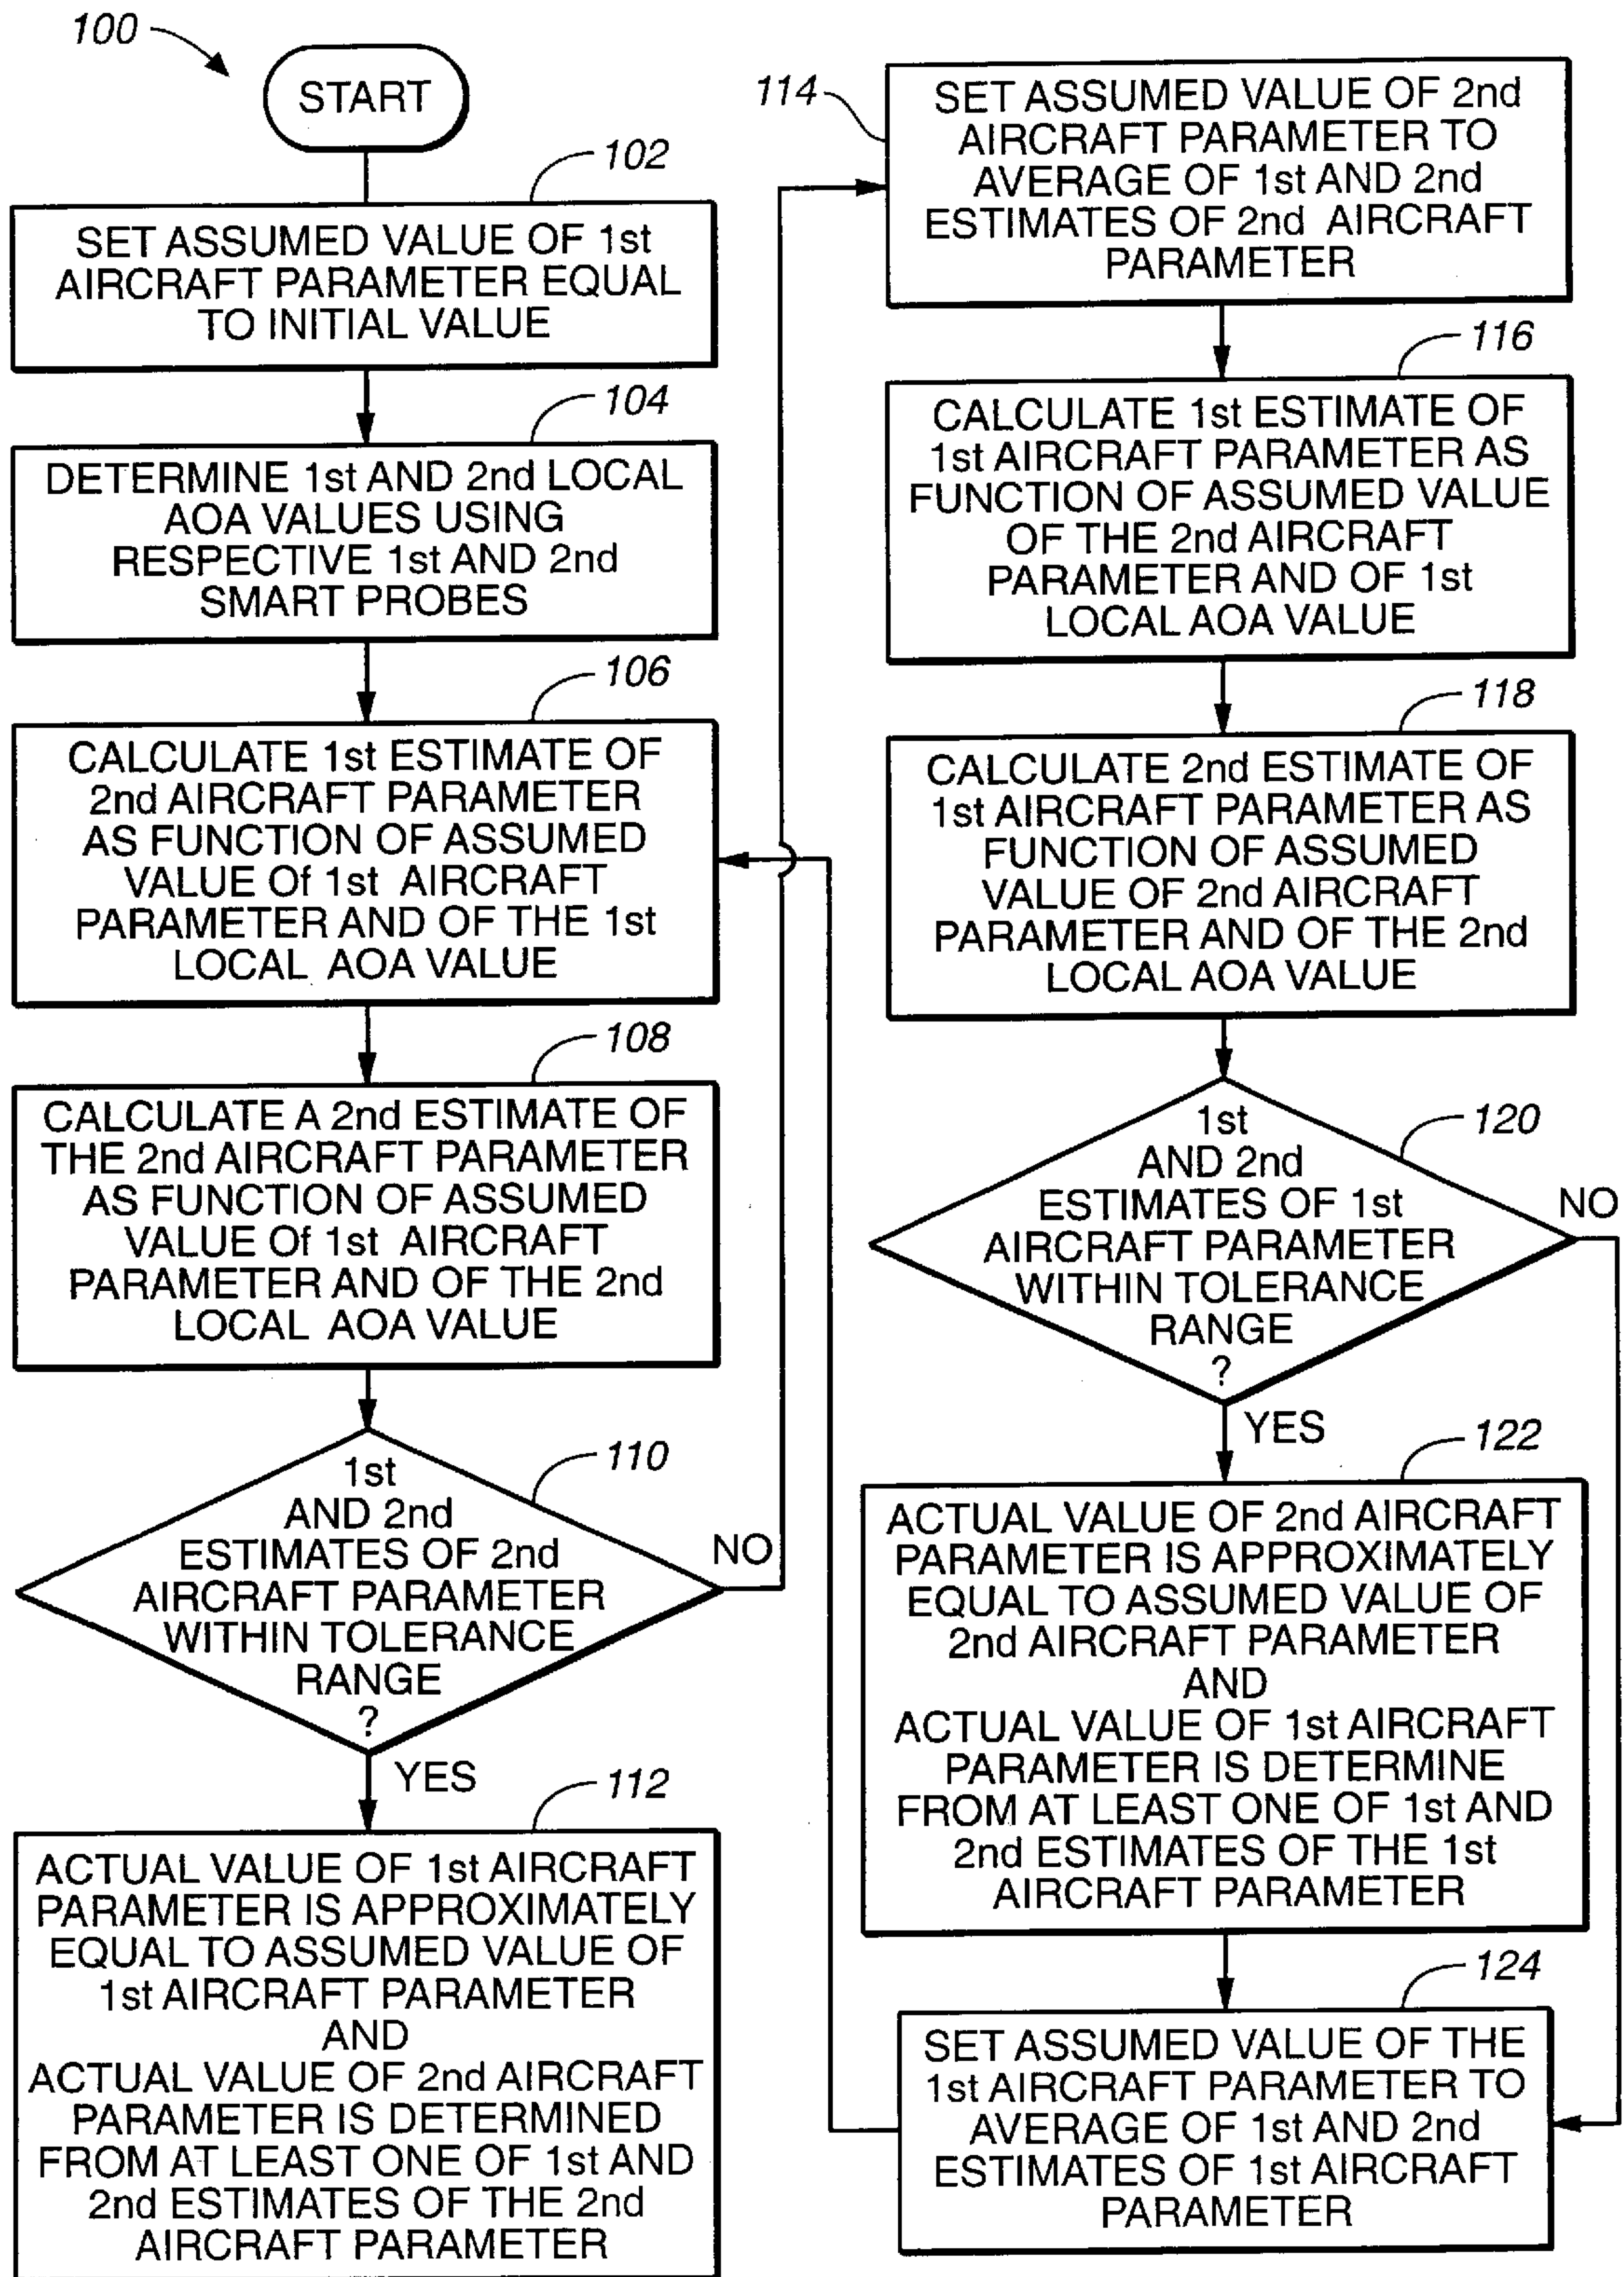 100
START
102
SET ASSUMED VALUE OF 1st
AIRCRAFT PARAMETER EQUAL
TO INITIAL VALUE
104
DETERMINE 1st AND 2nd LOCAL
AOA VALUES USING
RESPECTIVE 1st AND 2nd
SMART PROBES
106
CALCULATE 1st ESTIMATE OF
2nd AIRCRAFT PARAMETER
AS FUNCTION OF ASSUMED
VALUE Of 1st AIRCRAFT
PARAMETER AND OF THE 1st
LOCAL AOA VALUE
108
CALCULATE A 2nd ESTIMATE OF
THE 2nd AIRCRAFT PARAMETER
AS FUNCTION OF ASSUMED
VALUE Of 1st AIRCRAFT
PARAMETER AND OF THE 2nd
LOCAL AOA VALUE
110
1st
AND 2nd
ESTIMATES OF 2nd
AIRCRAFT PARAMETER
WITHIN TOLERANCE
RANGE
?
NO
YES
112
ACTUAL VALUE OF 1st AIRCRAFT
PARAMETER IS APPROXIMATELY
EQUAL TO ASSUMED VALUE OF
1st AIRCRAFT PARAMETER
AND
ACTUAL VALUE OF 2nd AIRCRAFT
PARAMETER IS DETERMINED
FROM AT LEAST ONE OF 1st AND
2nd ESTIMATES OF THE 2nd
AIRCRAFT PARAMETER
114
SET ASSUMED VALUE OF 2nd
AIRCRAFT PARAMETER TO
AVERAGE OF 1st AND 2nd
ESTIMATES OF 2nd AIRCRAFT
PARAMETER
116
CALCULATE 1st ESTIMATE OF
1st AIRCRAFT PARAMETER AS
FUNCTION OF ASSUMED VALUE
OF THE 2nd AIRCRAFT
PARAMETER AND OF 1st
LOCAL AOA VALUE
118
CALCULATE 2nd ESTIMATE OF
1st AIRCRAFT PARAMETER AS
FUNCTION OF ASSUMED
VALUE OF 2nd AIRCRAFT
PARAMETER AND OF THE 2nd
LOCAL AOA VALUE
120
1st
AND 2nd
ESTIMATES OF 1st
AIRCRAFT PARAMETER
WITHIN TOLERANCE
RANGE
?
NO
YES
122
ACTUAL VALUE OF 2nd AIRCRAFT
PARAMETER IS APPROXIMATELY
EQUAL TO ASSUMED VALUE OF
2nd AIRCRAFT PARAMETER
AND
ACTUAL VALUE OF 1st AIRCRAFT
PARAMETER IS DETERMINE
FROM AT LEAST ONE OF 1st AND
2nd ESTIMATES OF THE 1st
AIRCRAFT PARAMETER
124
SET ASSUMED VALUE OF THE
1st AIRCRAFT PARAMETER TO
AVERAGE OF 1st AND 2nd
ESTIMATES OF 1st AIRCRAFT
PARAMETER